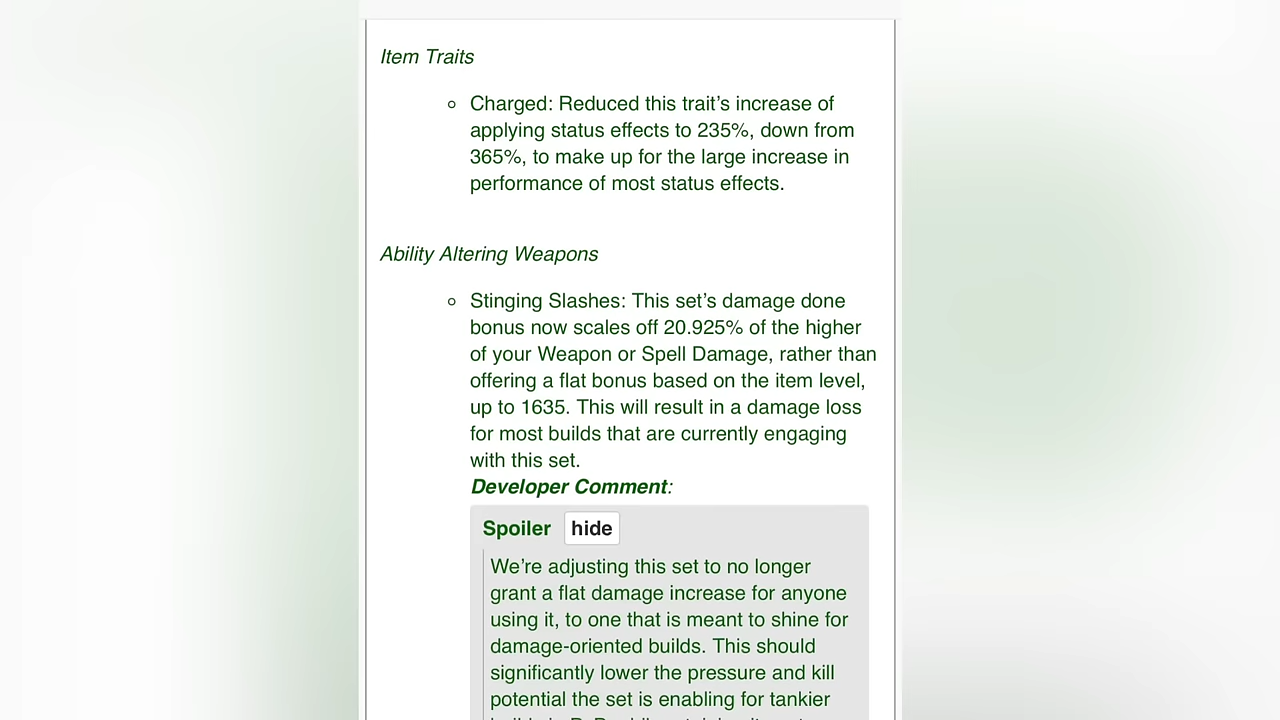 Item Traits
Charged: Reduced this trait’s increase of
applying status effects to 235%, down from
365%, to make up for the large increase in
performance of most status effects.
Ability Altering Weapons
Stinging Slashes: This set’s damage done
bonus now scales off 20.925% of the higher
of your Weapon or Spell Damage, rather than
offering a flat bonus based on the item level,
up to 1635. This will result in a damage loss
for most builds that are currently engaging
with this set.
Developer Comment:
Spoiler hide
We’re adjusting this set to no longer
grant a flat damage increase for anyone
using it, to one that is meant to shine for
damage-oriented builds. This should
significantly lower the pressure and kill
potential the set is enabling for tankier